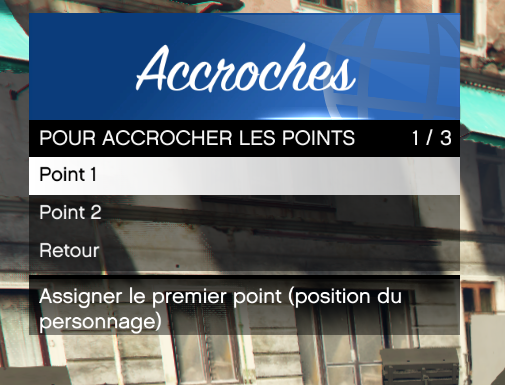 Accroches
POUR ACCROCHER LES POINTS 1 / 3
Point 1
Point 2
Retour
Assigner le premier point (position du
personnage)